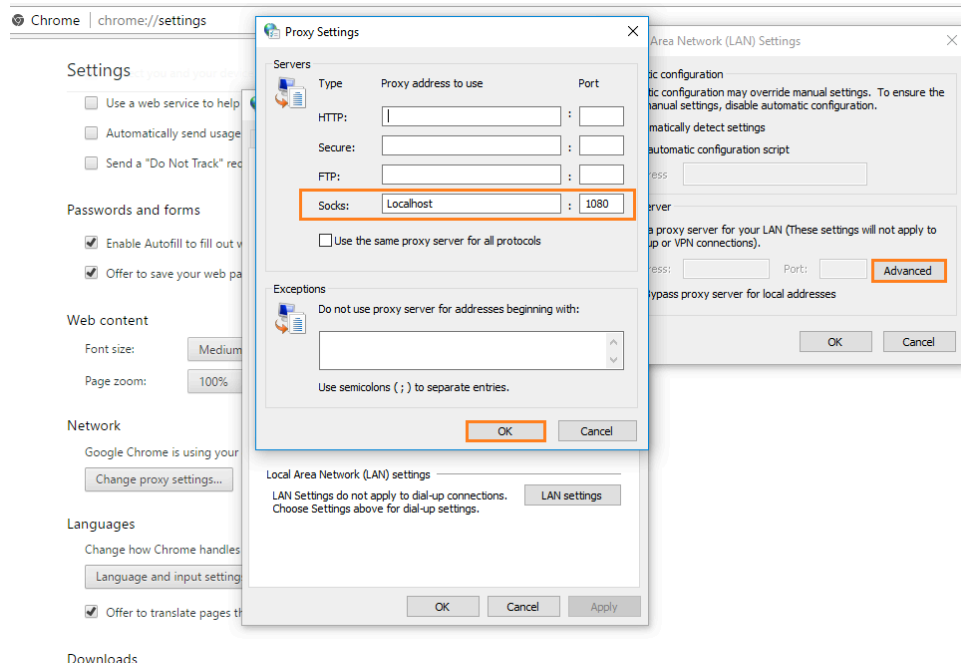 Chrome | chrome://settings
Settings
Use a web service to help
Automatically send usage
Send a "Do Not Track" req
Passwords and forms
Enable Autofill to fill out w
Offer to save your web pa
Web content
Font size: Medium
Page zoom: 100%
Network
Google Chrome is using your
Change proxy settings...
Languages
Change how Chrome handles
Language and input setting
Offer to translate pages th
Downloads
Proxy Settings
Servers
Type Proxy address to use Port
HTTP: :
Secure: :
FTP: :
Socks: Localhost : 1080
Use the same proxy server for all protocols
Exceptions
Do not use proxy server for addresses beginning with:
Use semicolons ( ; ) to separate entries.
OK Cancel
Local Area Network (LAN) settings
LAN Settings do not apply to dial-up connections.
Choose Settings above for dial-up settings.
LAN settings
OK Cancel Apply
Area Network (LAN) Settings
tic configuration
tic configuration may override manual settings. To ensure the
manual settings, disable automatic configuration.
matically detect settings
automatic configuration script
ress
erver
a proxy server for your LAN (These settings will not apply to
up or VPN connections).
ress: Port: Advanced
Bypass proxy server for local addresses
OK Cancel